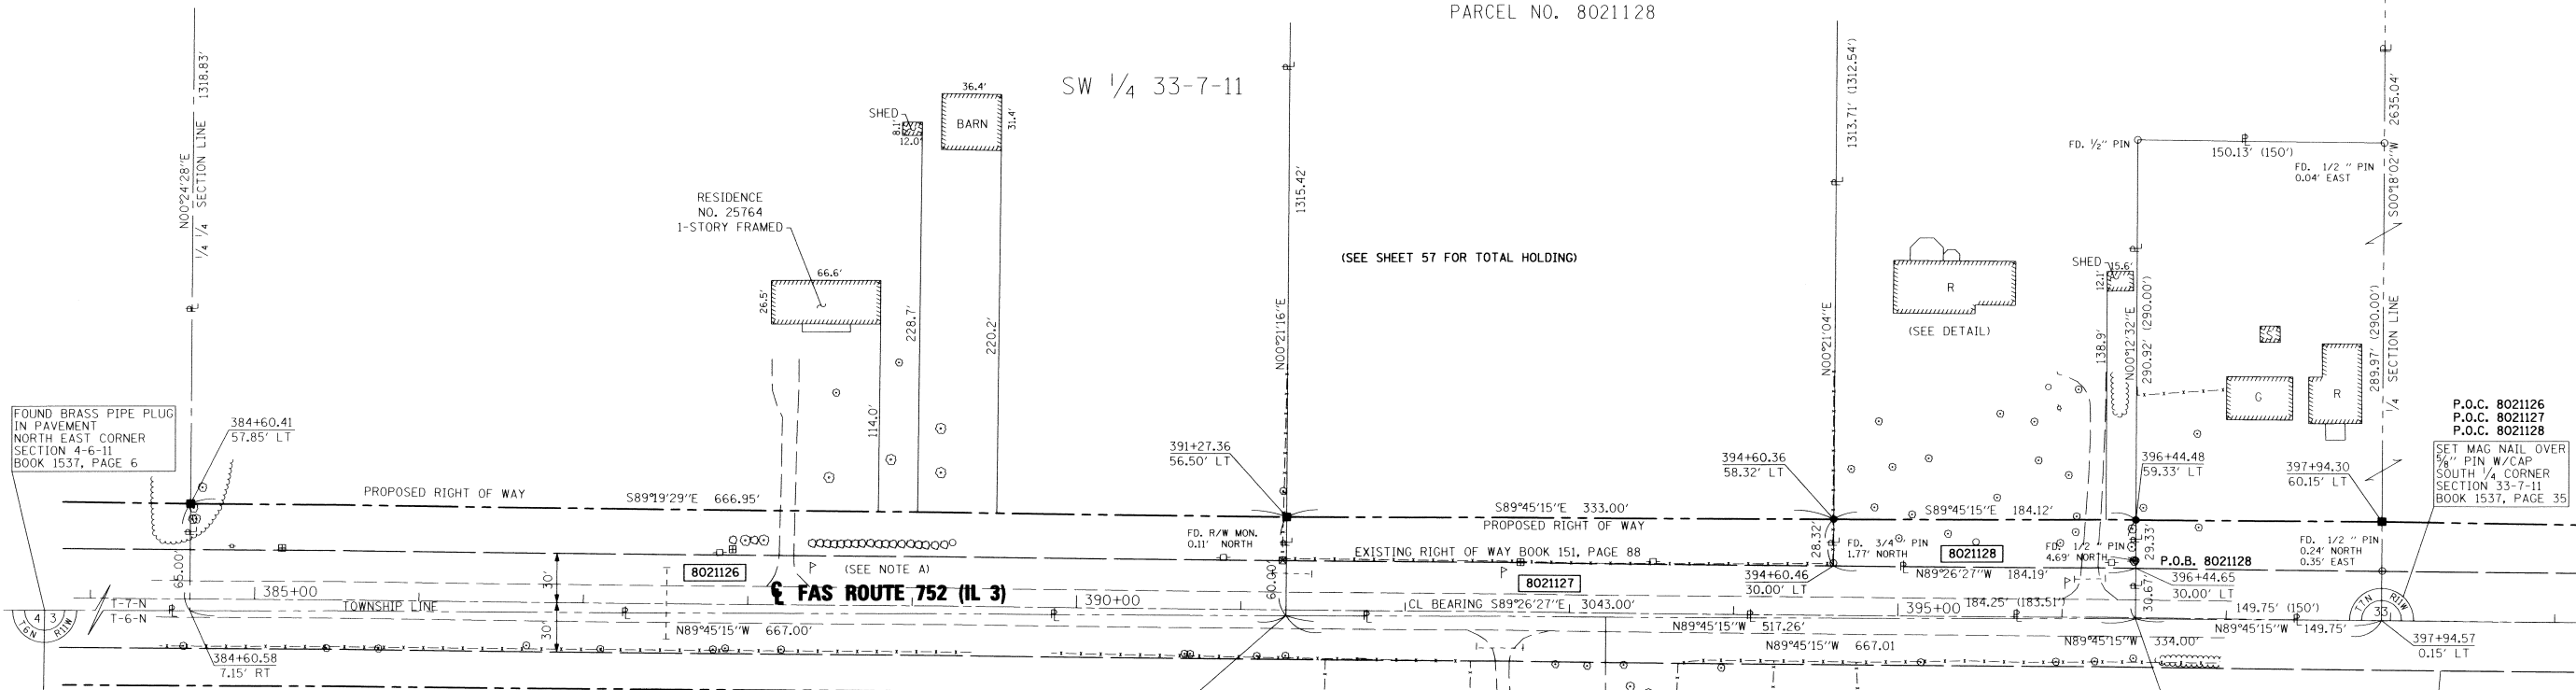 PARCEL NO. 8021128
SW 1/4 33-7-11
N00°24'28"E 1318.83'
1/4 1/4 SECTION LINE
SHED
8.1'
12.0'
36.4'
BARN
31.4'
RESIDENCE
NO. 25764
1-STORY FRAMED
66.6'
26.5'
114.0'
228.7'
220.2'
1315.42'
N00°21'16"E
(SEE SHEET 57 FOR TOTAL HOLDING)
1313.71' (1312.54')
N00°21'04"E
R
(SEE DETAIL)
SHED
15.6'
12.1'
138.9'
N00°12'32"E
290.92' (290.00')
FD. 1/2" PIN
150.13' (150')
FD. 1/2 " PIN
0.04' EAST
S00°18'02"W 2635.04'
289.97' (290.00')
1/4 SECTION LINE
S
G
R
P.O.C. 8021126
P.O.C. 8021127
P.O.C. 8021128
SET MAG NAIL OVER
5/8" PIN W/CAP
SOUTH 1/4 CORNER
SECTION 33-7-11
BOOK 1537, PAGE 35
FOUND BRASS PIPE PLUG
IN PAVEMENT
NORTH EAST CORNER
SECTION 4-6-11
BOOK 1537, PAGE 6
384+60.41
57.85' LT
391+27.36
56.50' LT
394+60.36
58.32' LT
396+44.48
59.33' LT
397+94.30
60.15' LT
PROPOSED RIGHT OF WAY
S89°19'29"E 666.95'
S89°45'15"E 333.00'
PROPOSED RIGHT OF WAY
S89°45'15"E 184.12'
FD. R/W MON.
0.11' NORTH
EXISTING RIGHT OF WAY BOOK 151, PAGE 88
28.32'
FD. 3/4" PIN
1.77' NORTH
8021128
FD. 1/2 " PIN
4.69' NORTH
29.33'
P.O.B. 8021128
FD. 1/2 " PIN
0.24' NORTH
0.35' EAST
65.00'
30'
8021126
(SEE NOTE A)
60.00'
8021127
394+60.46
30.00' LT
N89°26'27"W 184.19'
396+44.65
30.00' LT
T-7-N
T-6-N
385+00
TOWNSHIP LINE
℄ FAS ROUTE 752 (IL 3)
390+00
CL BEARING S89°26'27"E 3043.00'
395+00
184.25' (183.51')
30.67'
149.75' (150')
4 3
T6N R11W
33
T7N R11W
30'
N89°45'15"W 667.00'
N89°45'15"W 517.26'
N89°45'15"W 667.01
N89°45'15"W 334.00'
N89°45'15"W 149.75'
384+60.58
7.15' RT
397+94.57
0.15' LT